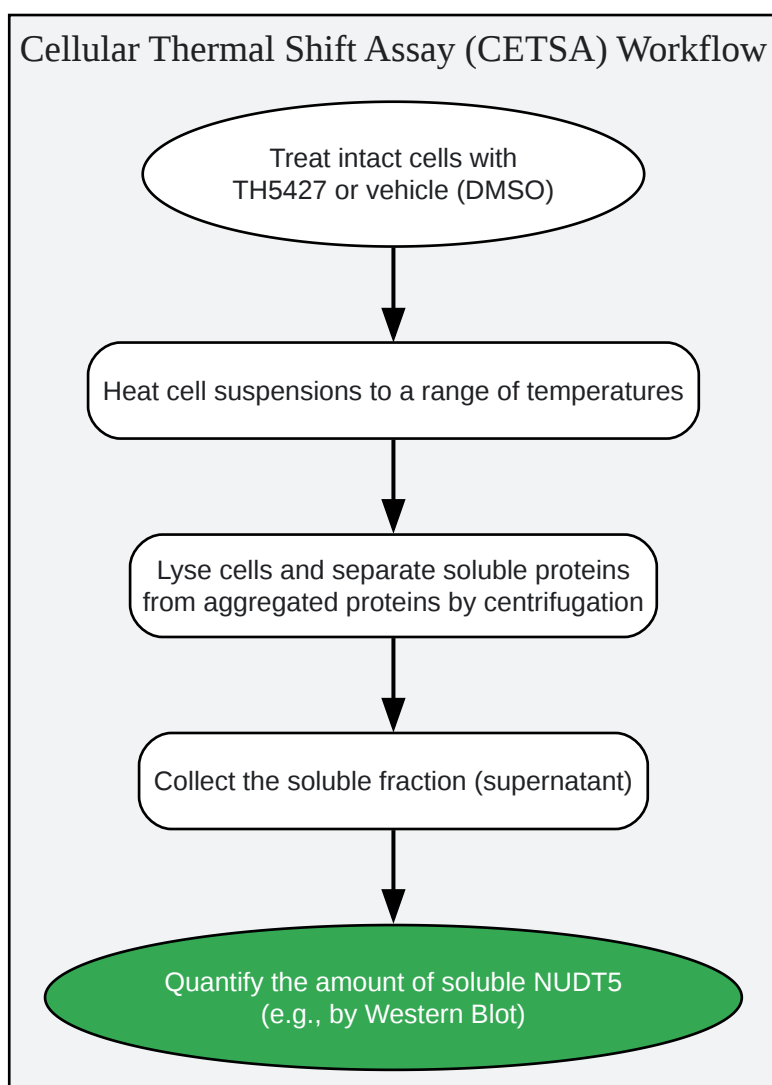 Cellular Thermal Shift Assay (CETSA) Workflow
Treat intact cells with
TH5427 or vehicle (DMSO)
Heat cell suspensions to a range of temperatures
Lyse cells and separate soluble proteins
from aggregated proteins by centrifugation
Collect the soluble fraction (supernatant)
Quantify the amount of soluble NUDT5
(e.g., by Western Blot)